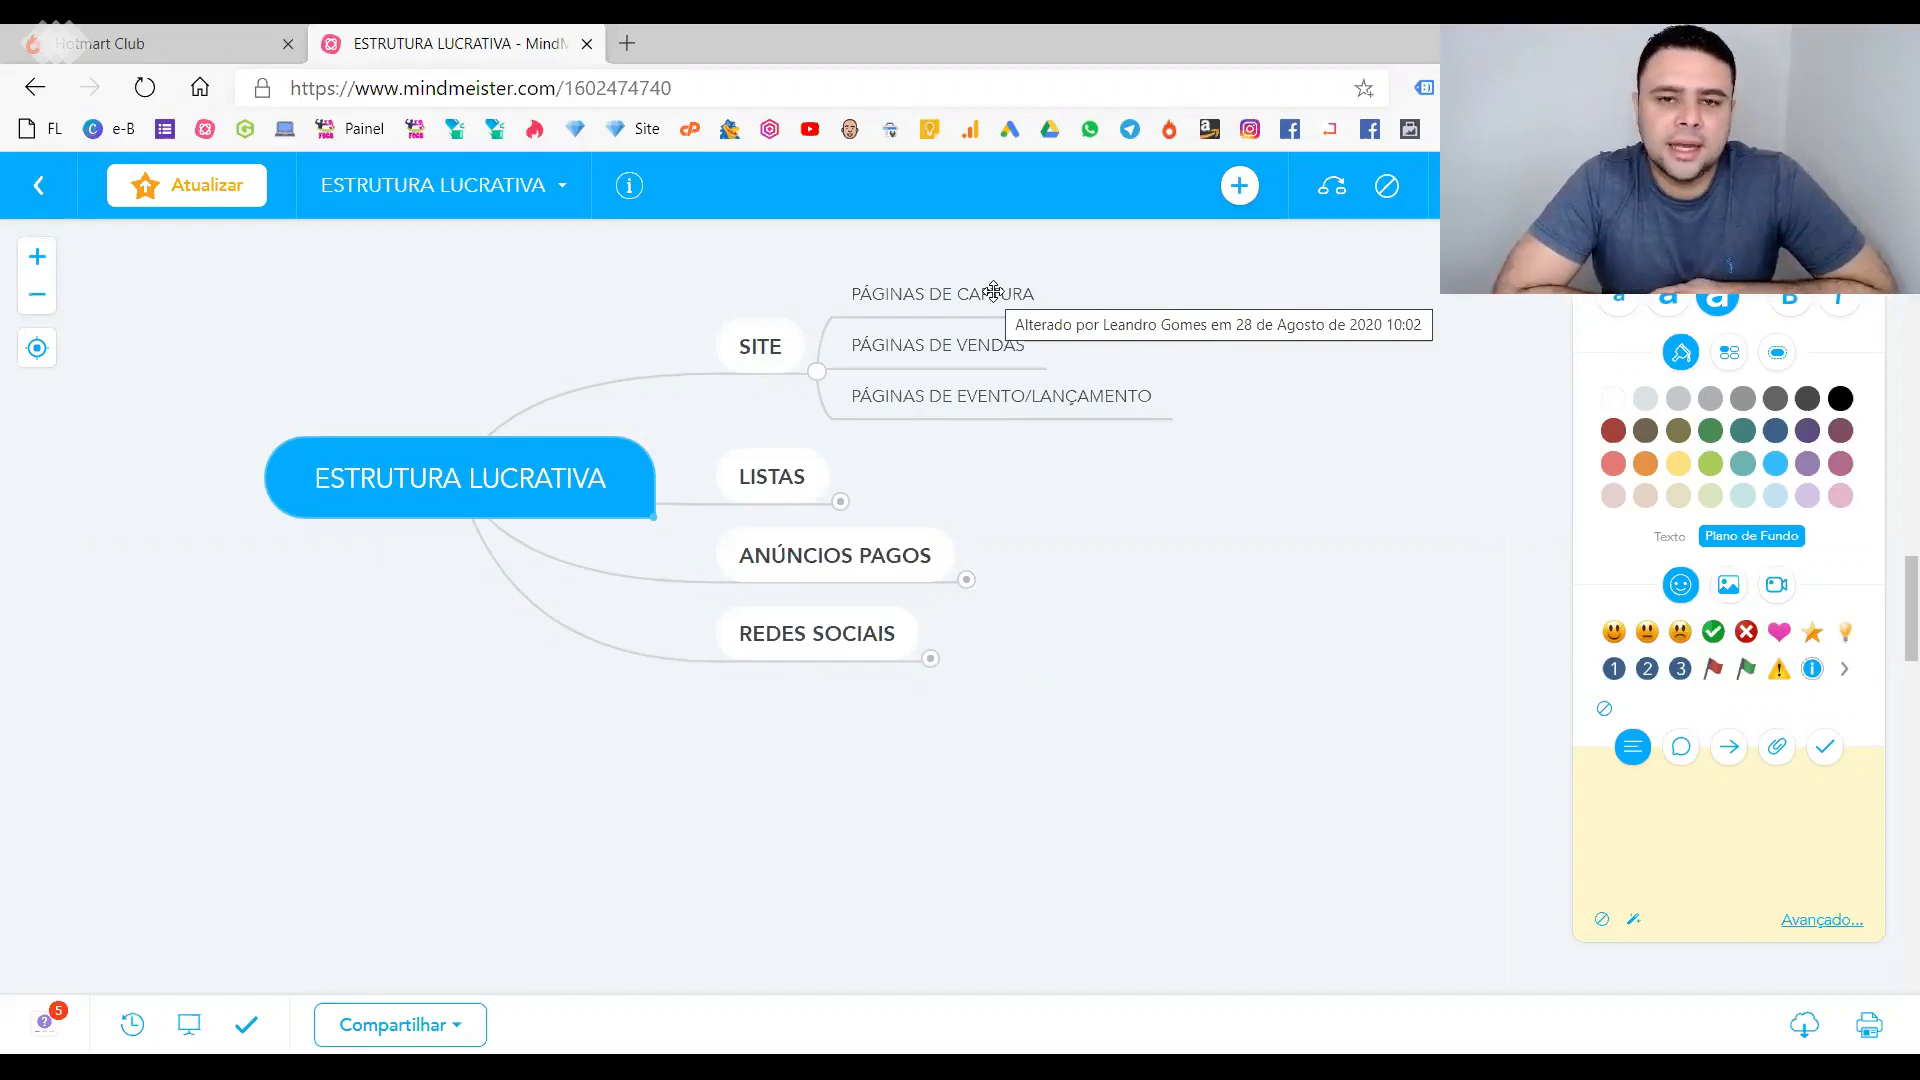 Hotmart Club
ESTRUTURA LUCRATIVA - MindM
https://www.mindmeister.com/1602474740
FL
e-B
Painel
Site
Atualizar
ESTRUTURA LUCRATIVA
PÁGINAS DE CAPTURA
Alterado por Leandro Gomes em 28 de Agosto de 2020 10:02
SITE
PÁGINAS DE VENDAS
PÁGINAS DE EVENTO/LANÇAMENTO
ESTRUTURA LUCRATIVA
LISTAS
ANÚNCIOS PAGOS
REDES SOCIAIS
Texto
Plano de Fundo
1 2 3
Avançado...
5
Compartilhar